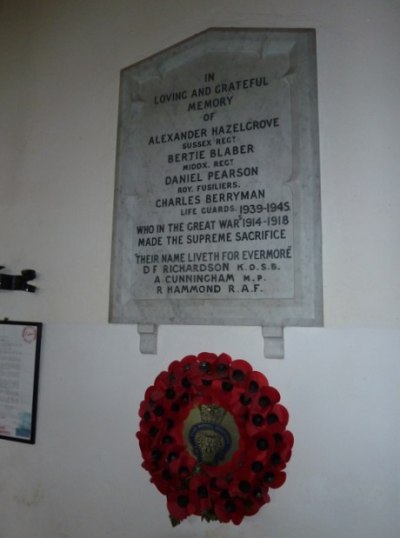 IN
LOVING AND GRATEFUL
MEMORY
OF
ALEXANDER HAZELGROVE
SUSSEX REGT
BERTIE BLABER
MIDDX. REGT
DANIEL PEARSON
ROY. FUSILIERS.
CHARLES BERRYMAN
LIFE GUARDS. 1939-1945.
WHO IN THE GREAT WAR 1914-1918
MADE THE SUPREME SACRIFICE
"THEIR NAME LIVETH FOR EVERMORE"
D F RICHARDSON K.O.S.B.
A CUNNINGHAM M.P.
R HAMMOND R.A.F.